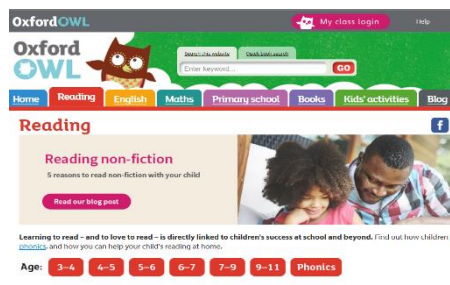 OxfordOWL
My class login
Help
Oxford
OWL
Search this website
Quick book search
Enter keyword...
GO
Home
Reading
English
Maths
Primary school
Books
Kids' activities
Blog
Reading
f
Reading non-fiction
5 reasons to read non-fiction with your child
Read our blog post
Learning to read – and to love to read – is directly linked to children's success at school and beyond. Find out how children
phonics, and how you can help your child's reading at home.
Age:
3–4
4–5
5–6
6–7
7–9
9–11
Phonics